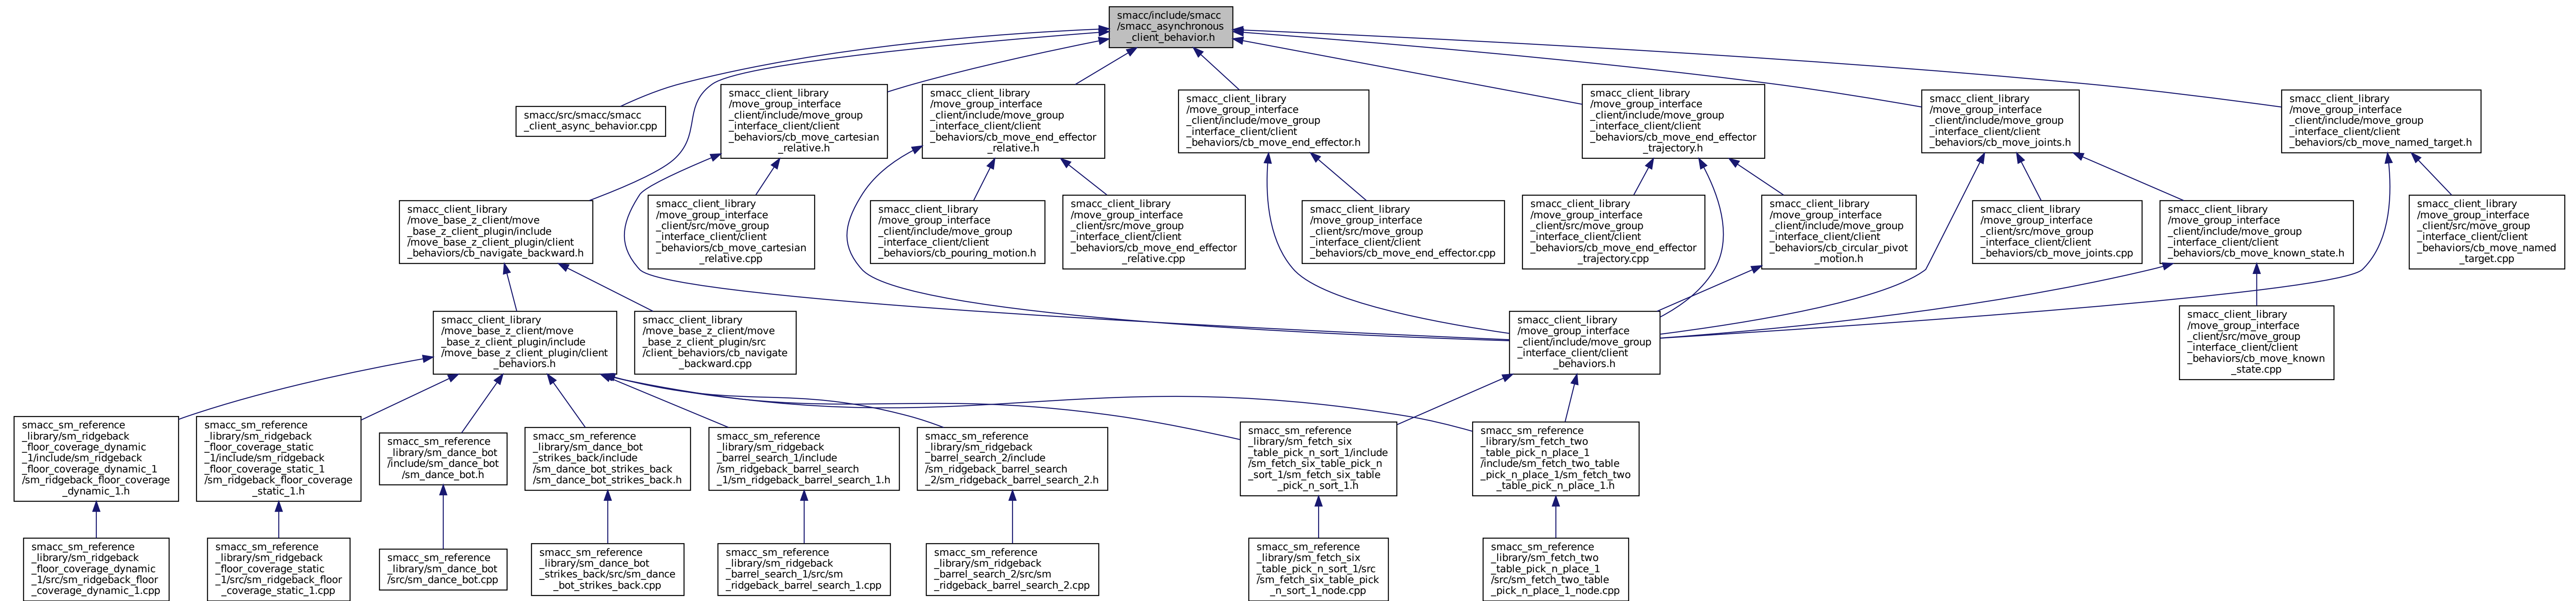 smacc/include/smacc
/smacc_asynchronous
_client_behavior.h
smacc/src/smacc/smacc
_client_async_behavior.cpp
smacc_client_library
/move_group_interface
_client/include/move_group
_interface_client/client
_behaviors/cb_move_cartesian
_relative.h
smacc_client_library
/move_group_interface
_client/include/move_group
_interface_client/client
_behaviors/cb_move_end_effector
_relative.h
smacc_client_library
/move_group_interface
_client/include/move_group
_interface_client/client
_behaviors/cb_move_end_effector.h
smacc_client_library
/move_group_interface
_client/include/move_group
_interface_client/client
_behaviors/cb_move_end_effector
_trajectory.h
smacc_client_library
/move_group_interface
_client/include/move_group
_interface_client/client
_behaviors/cb_move_joints.h
smacc_client_library
/move_group_interface
_client/include/move_group
_interface_client/client
_behaviors/cb_move_named_target.h
smacc_client_library
/move_base_z_client/move
_base_z_client_plugin/include
/move_base_z_client_plugin/client
_behaviors/cb_navigate_backward.h
smacc_client_library
/move_group_interface
_client/src/move_group
_interface_client/client
_behaviors/cb_move_cartesian
_relative.cpp
smacc_client_library
/move_group_interface
_client/include/move_group
_interface_client/client
_behaviors/cb_pouring_motion.h
smacc_client_library
/move_group_interface
_client/src/move_group
_interface_client/client
_behaviors/cb_move_end_effector
_relative.cpp
smacc_client_library
/move_group_interface
_client/src/move_group
_interface_client/client
_behaviors/cb_move_end_effector.cpp
smacc_client_library
/move_group_interface
_client/src/move_group
_interface_client/client
_behaviors/cb_move_end_effector
_trajectory.cpp
smacc_client_library
/move_group_interface
_client/include/move_group
_interface_client/client
_behaviors/cb_circular_pivot
_motion.h
smacc_client_library
/move_group_interface
_client/src/move_group
_interface_client/client
_behaviors/cb_move_joints.cpp
smacc_client_library
/move_group_interface
_client/include/move_group
_interface_client/client
_behaviors/cb_move_known_state.h
smacc_client_library
/move_group_interface
_client/src/move_group
_interface_client/client
_behaviors/cb_move_named
_target.cpp
smacc_client_library
/move_base_z_client/move
_base_z_client_plugin/include
/move_base_z_client_plugin/client
_behaviors.h
smacc_client_library
/move_base_z_client/move
_base_z_client_plugin/src
/client_behaviors/cb_navigate
_backward.cpp
smacc_client_library
/move_group_interface
_client/include/move_group
_interface_client/client
_behaviors.h
smacc_client_library
/move_group_interface
_client/src/move_group
_interface_client/client
_behaviors/cb_move_known
_state.cpp
smacc_sm_reference
_library/sm_ridgeback
_floor_coverage_dynamic
_1/include/sm_ridgeback
_floor_coverage_dynamic_1
/sm_ridgeback_floor_coverage
_dynamic_1.h
smacc_sm_reference
_library/sm_ridgeback
_floor_coverage_static
_1/include/sm_ridgeback
_floor_coverage_static_1
/sm_ridgeback_floor_coverage
_static_1.h
smacc_sm_reference
_library/sm_dance_bot
/include/sm_dance_bot
/sm_dance_bot.h
smacc_sm_reference
_library/sm_dance_bot
_strikes_back/include
/sm_dance_bot_strikes_back
/sm_dance_bot_strikes_back.h
smacc_sm_reference
_library/sm_ridgeback
_barrel_search_1/include
/sm_ridgeback_barrel_search
_1/sm_ridgeback_barrel_search_1.h
smacc_sm_reference
_library/sm_ridgeback
_barrel_search_2/include
/sm_ridgeback_barrel_search
_2/sm_ridgeback_barrel_search_2.h
smacc_sm_reference
_library/sm_fetch_six
_table_pick_n_sort_1/include
/sm_fetch_six_table_pick_n
_sort_1/sm_fetch_six_table
_pick_n_sort_1.h
smacc_sm_reference
_library/sm_fetch_two
_table_pick_n_place_1
/include/sm_fetch_two_table
_pick_n_place_1/sm_fetch_two
_table_pick_n_place_1.h
smacc_sm_reference
_library/sm_ridgeback
_floor_coverage_dynamic
_1/src/sm_ridgeback_floor
_coverage_dynamic_1.cpp
smacc_sm_reference
_library/sm_ridgeback
_floor_coverage_static
_1/src/sm_ridgeback_floor
_coverage_static_1.cpp
smacc_sm_reference
_library/sm_dance_bot
/src/sm_dance_bot.cpp
smacc_sm_reference
_library/sm_dance_bot
_strikes_back/src/sm_dance
_bot_strikes_back.cpp
smacc_sm_reference
_library/sm_ridgeback
_barrel_search_1/src/sm
_ridgeback_barrel_search_1.cpp
smacc_sm_reference
_library/sm_ridgeback
_barrel_search_2/src/sm
_ridgeback_barrel_search_2.cpp
smacc_sm_reference
_library/sm_fetch_six
_table_pick_n_sort_1/src
/sm_fetch_six_table_pick
_n_sort_1_node.cpp
smacc_sm_reference
_library/sm_fetch_two
_table_pick_n_place_1
/src/sm_fetch_two_table
_pick_n_place_1_node.cpp